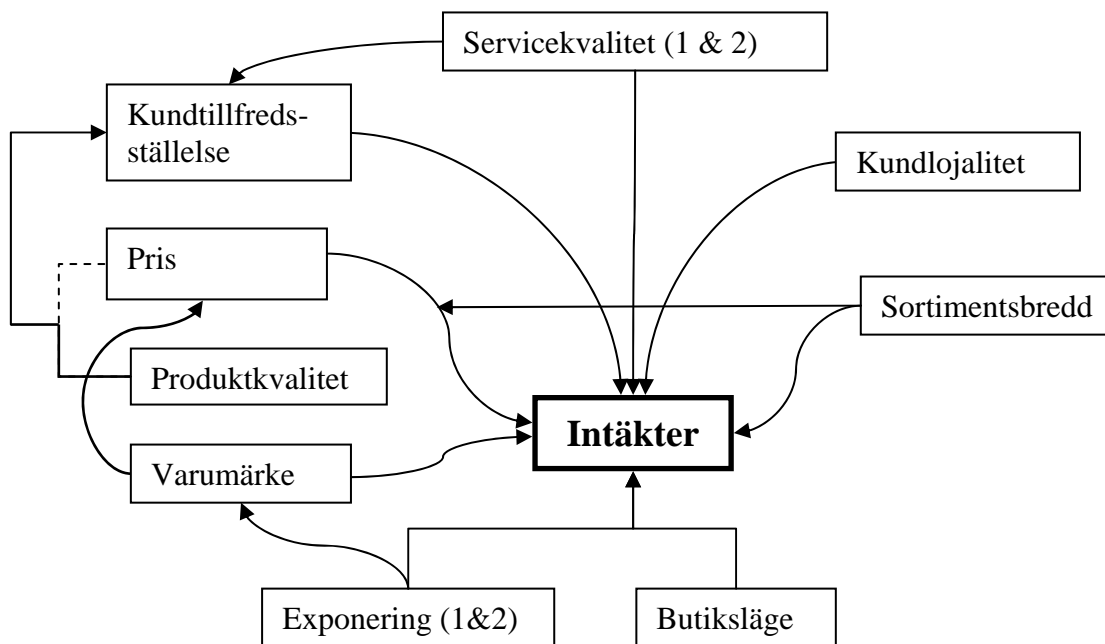 Servicekvalitet (1 & 2)
Kundtillfreds-
ställelse
Kundlojalitet
Pris
Sortimentsbredd
Produktkvalitet
Intäkter
Varumärke
Exponering (1&2)
Butiksläge